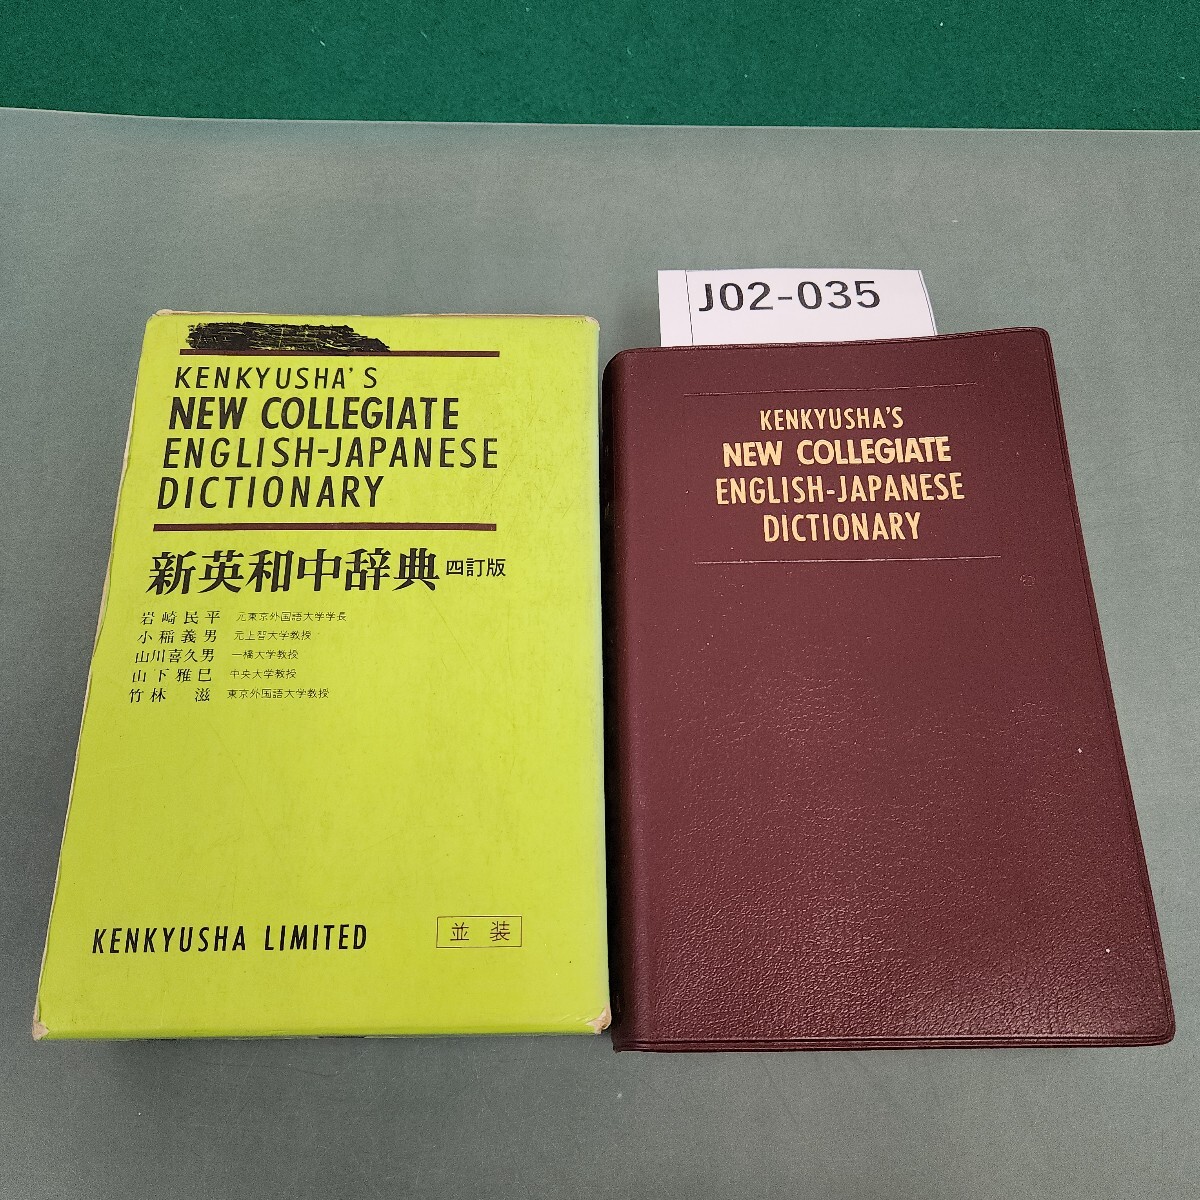 J02-035
KENKYUSHA'S
NEW COLLEGIATE
ENGLISH-JAPANESE
DICTIONARY
新英和中辞典 四訂版
岩崎民平 元東京外国語大学学長
小稲義男 元上智大学教授
山川喜久男 一橋大学教授
山下雅巳 中央大学教授
竹林 滋 東京外国語大学教授
KENKYUSHA LIMITED
並装
KENKYUSHA'S
NEW COLLEGIATE
ENGLISH-JAPANESE
DICTIONARY